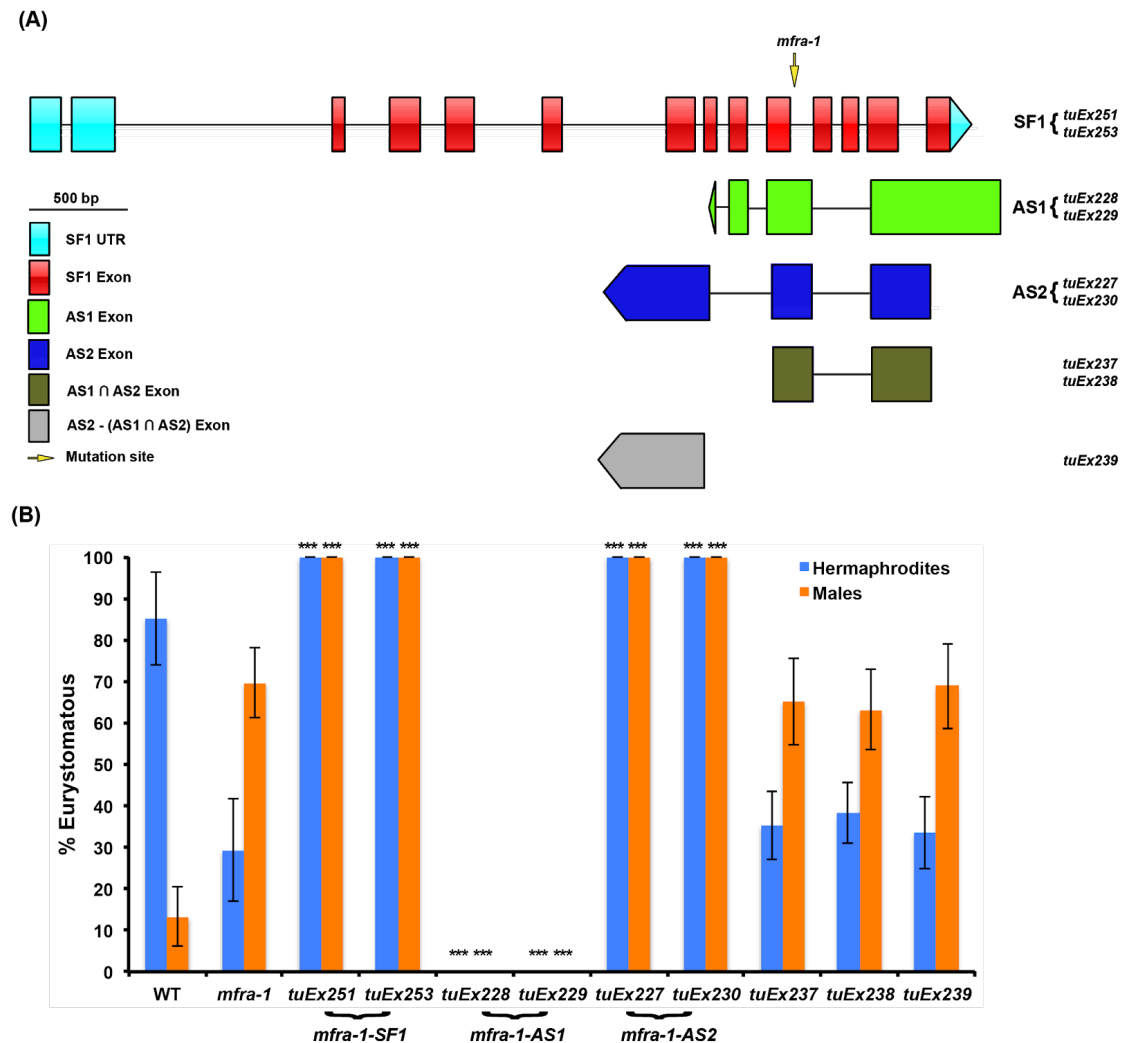 (A)
mfra-1
SF1 { tuEx251
tuEx253
500 bp
AS1 { tuEx228
tuEx229
SF1 UTR
SF1 Exon
AS2 { tuEx227
tuEx230
AS1 Exon
AS2 Exon
tuEx237
tuEx238
AS1 ∩ AS2 Exon
AS2 - (AS1 ∩ AS2) Exon
Mutation site
tuEx239
(B)
*** *** *** *** *** *** *** ***
100
Hermaphrodites
Males
90
80
70
60
50
40
30
20
10
*** *** *** ***
0
% Eurystomatous
WT mfra-1 tuEx251 tuEx253 tuEx228 tuEx229 tuEx227 tuEx230 tuEx237 tuEx238 tuEx239
mfra-1-SF1 mfra-1-AS1 mfra-1-AS2